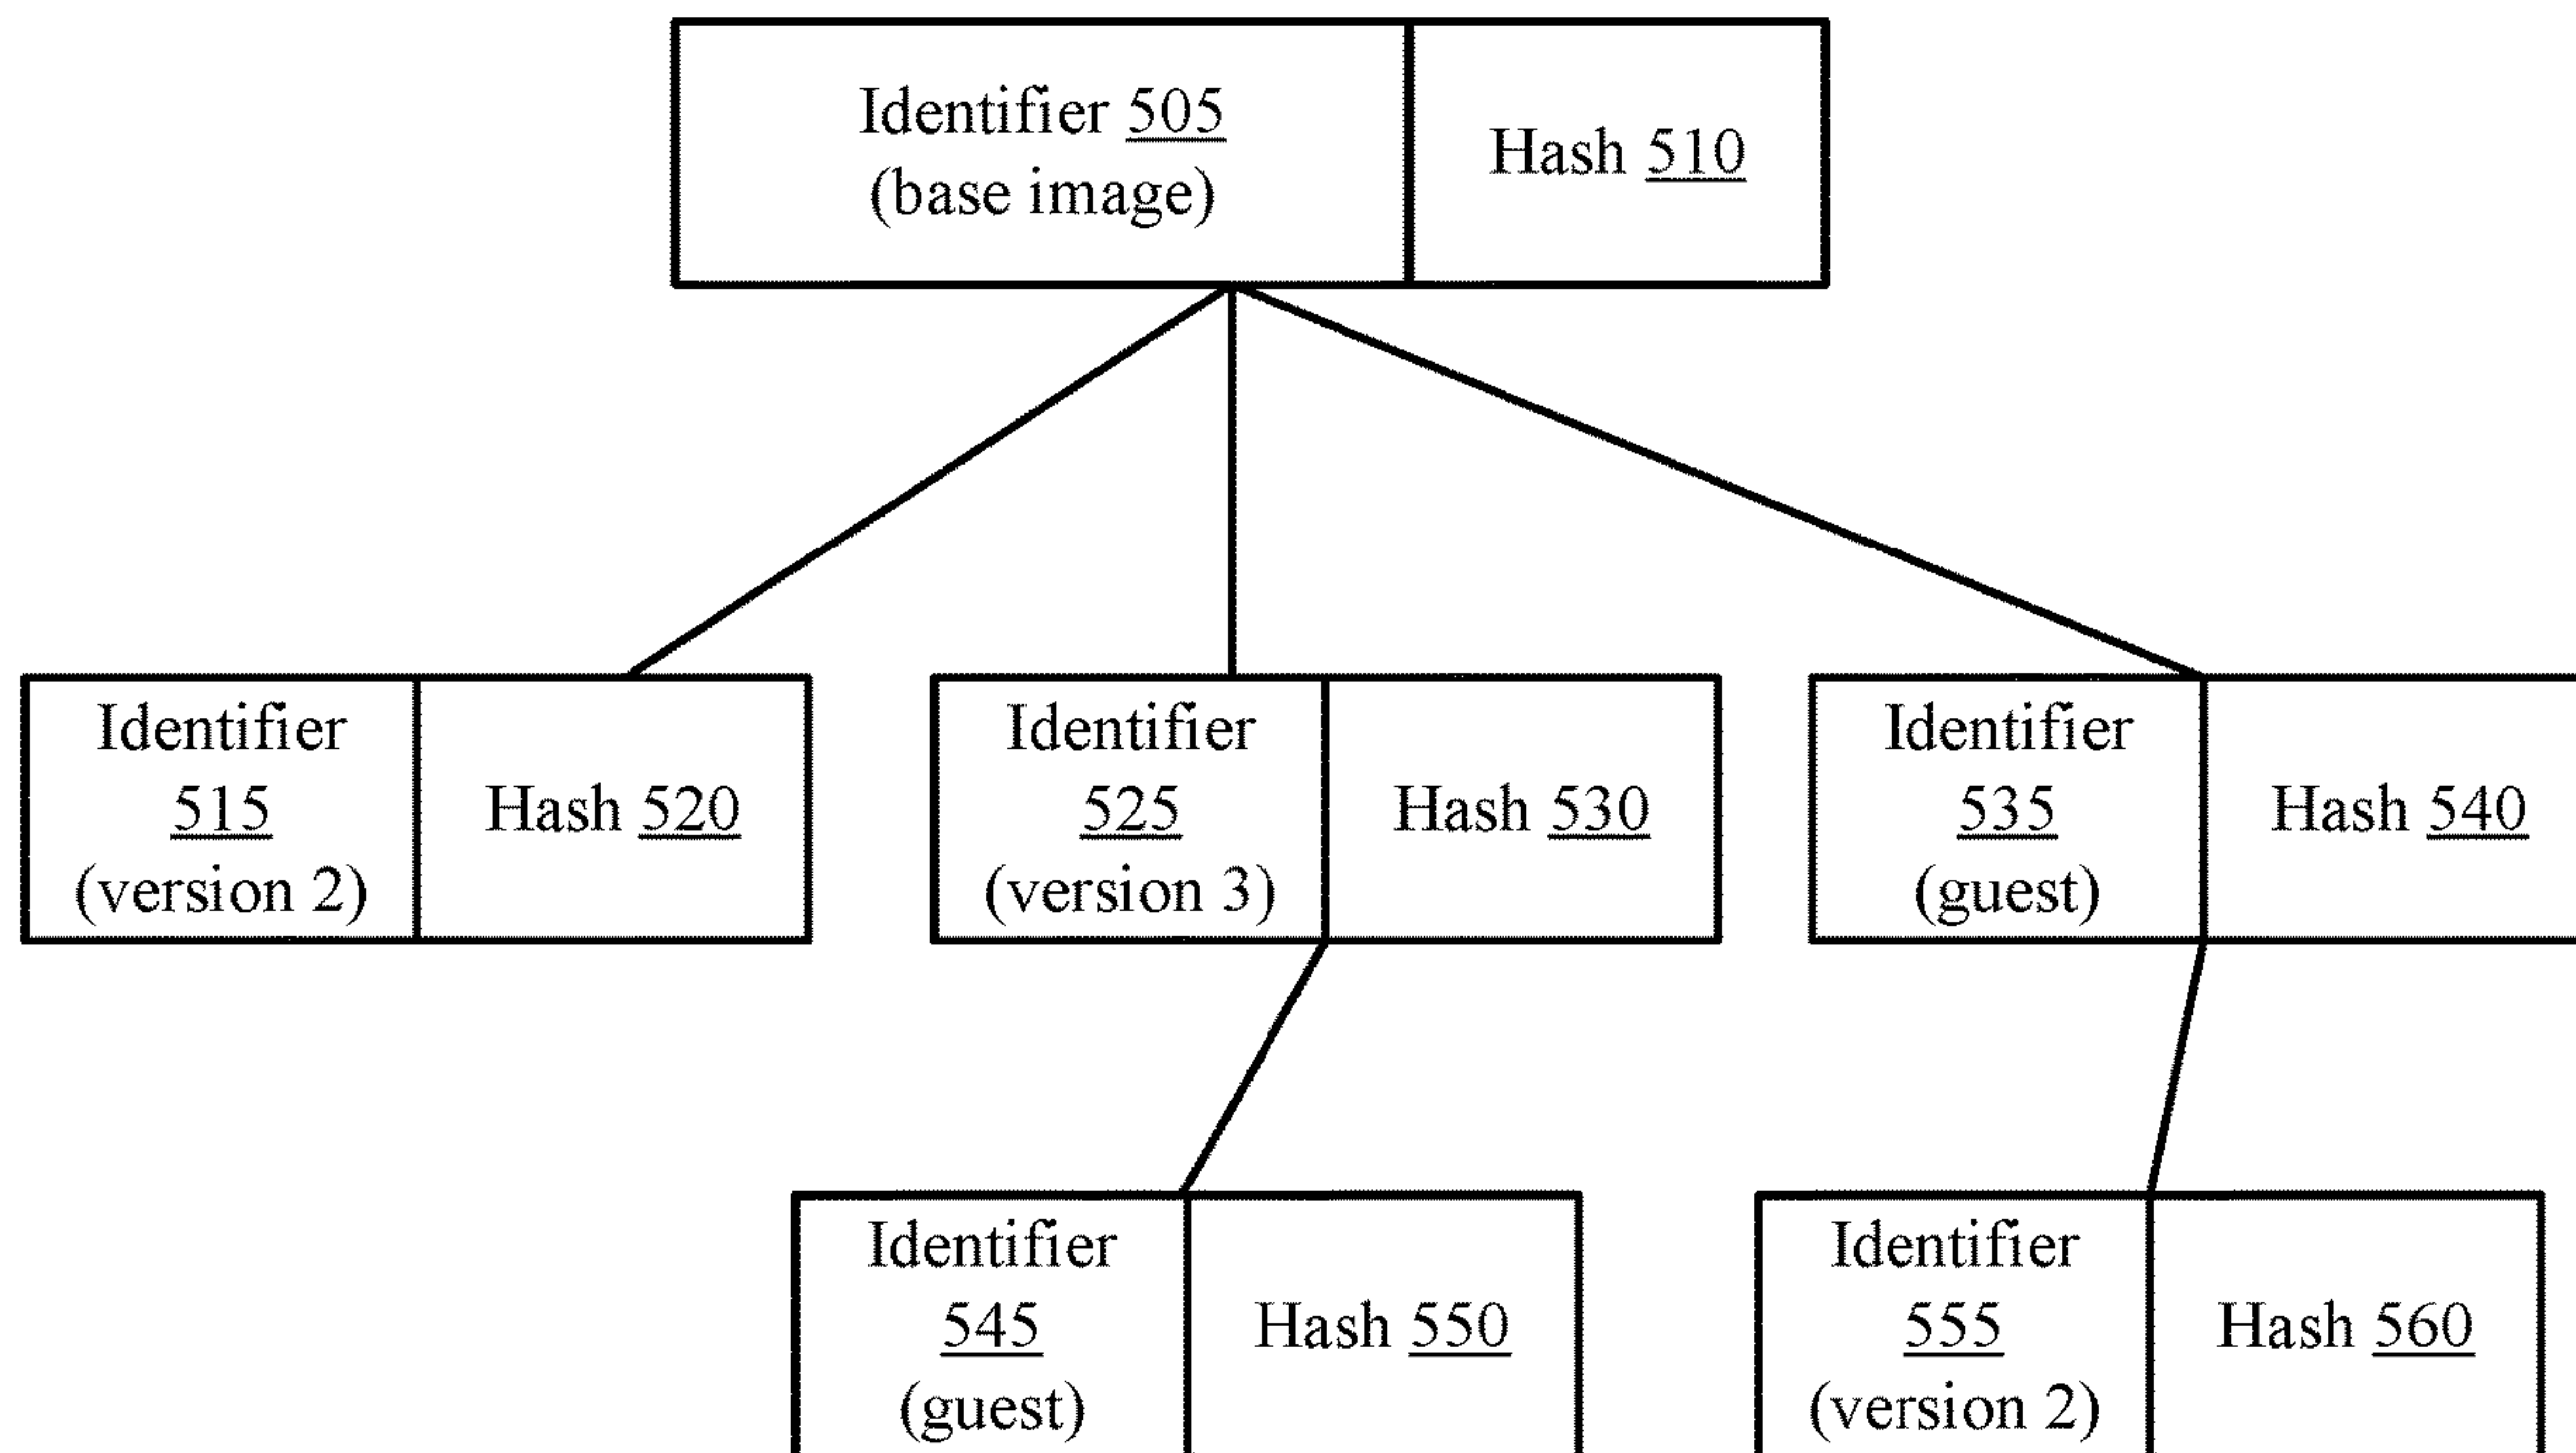 Identifier 505
(base image)
Hash 510
Identifier
515
(version 2)
Hash 520
Identifier
525
(version 3)
Hash 530
Identifier
535
(guest)
Hash 540
Identifier
545
(guest)
Hash 550
Identifier
555
(version 2)
Hash 560